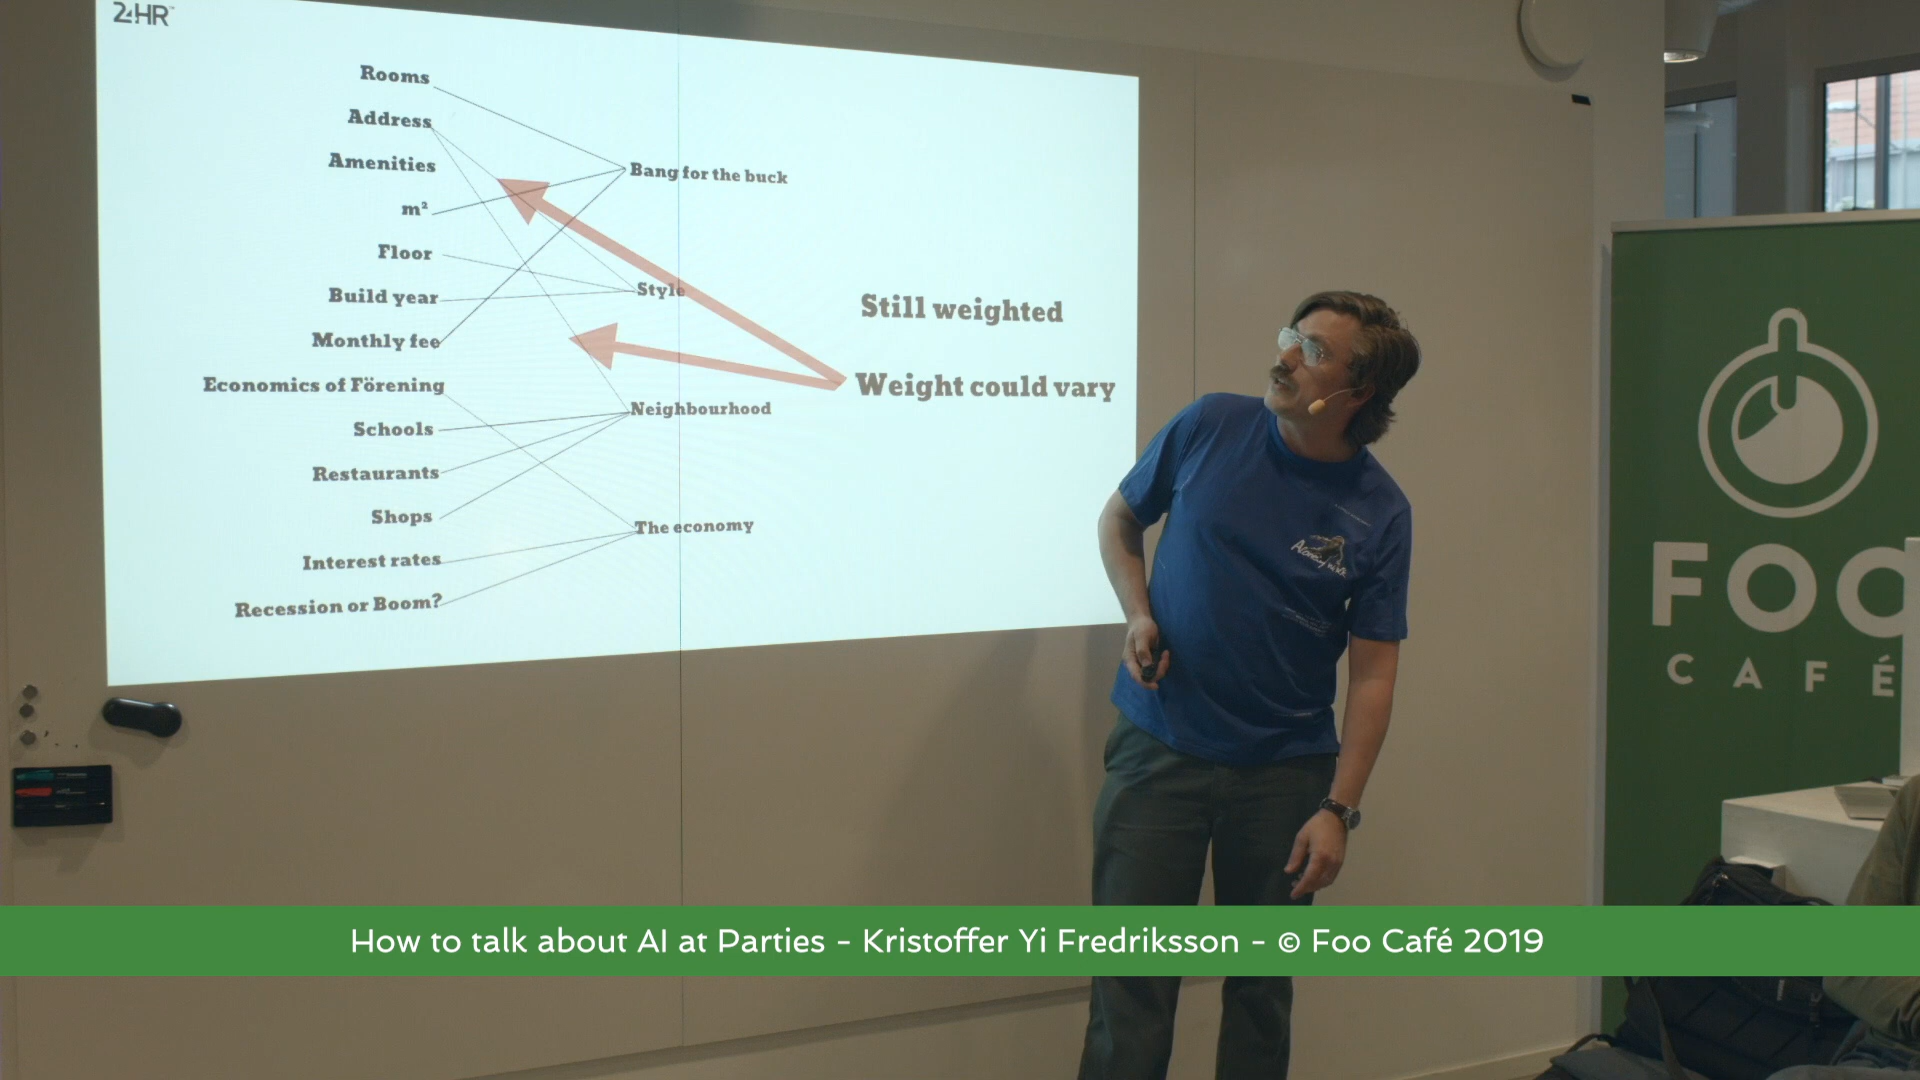 24HR
Rooms
Address
Amenities
m²
Floor
Build year
Monthly fee
Economics of Förening
Schools
Restaurants
Shops
Interest rates
Recession or Boom?
Bang for the buck
Style
Neighbourhood
The economy
Still weighted
Weight could vary
FOO
CAFÉ
How to talk about AI at Parties - Kristoffer Yi Fredriksson - © Foo Café 2019